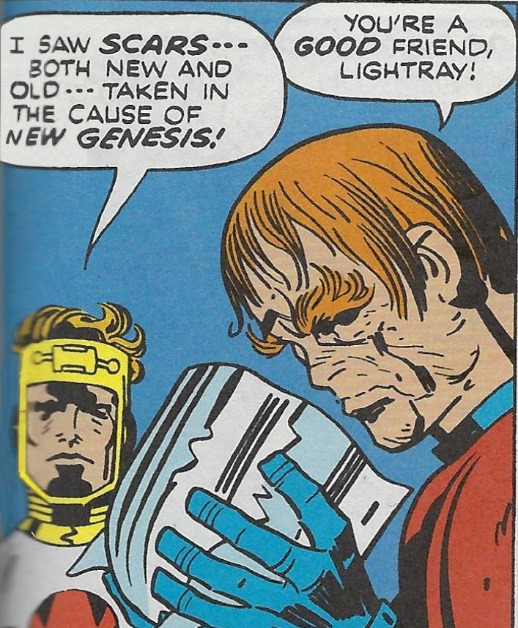 I SAW SCARS---
BOTH NEW AND
OLD--- TAKEN IN
THE CAUSE OF
NEW GENESIS!
YOU'RE A
GOOD FRIEND,
LIGHTRAY!